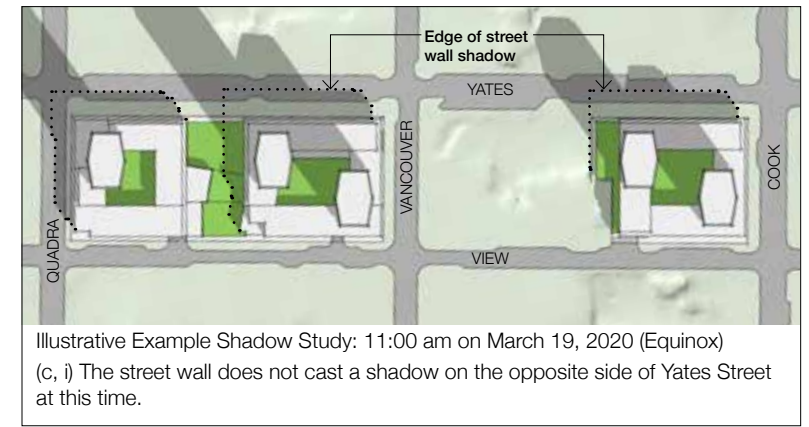 Edge of street
wall shadow
YATES
QUADRA
VANCOUVER
COOK
VIEW
Illustrative Example Shadow Study: 11:00 am on March 19, 2020 (Equinox)
(c, i) The street wall does not cast a shadow on the opposite side of Yates Street
at this time.